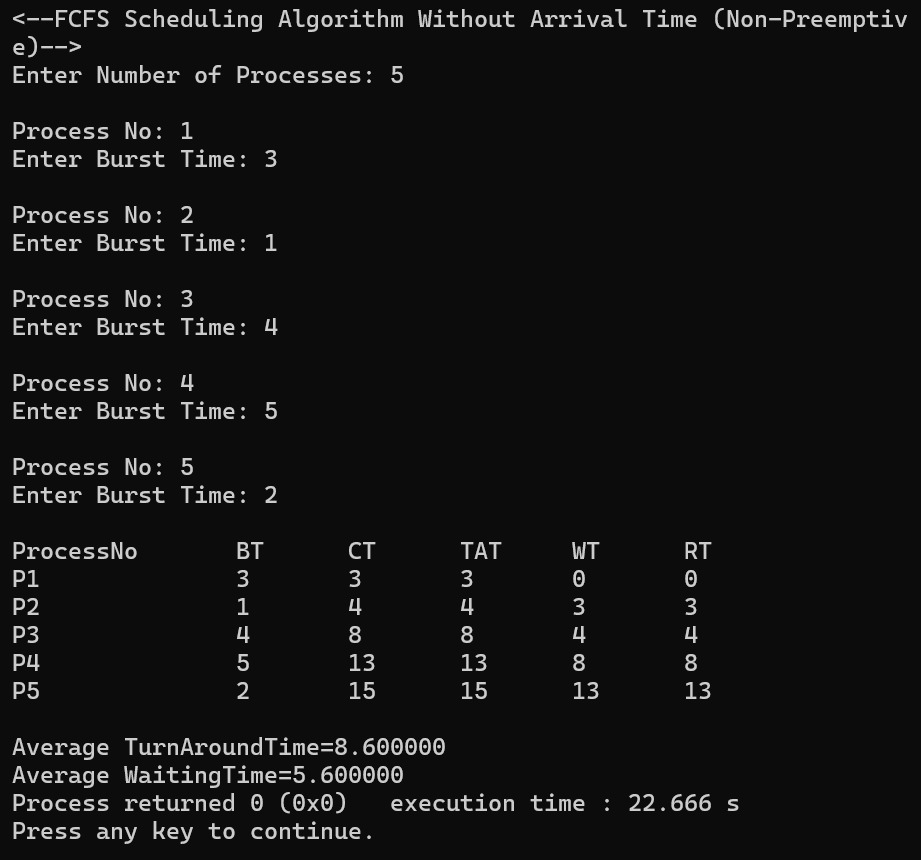 <--FCFS Scheduling Algorithm Without Arrival Time (Non-Preemptiv
e)-->
Enter Number of Processes: 5
Process No: 1
Enter Burst Time: 3
Process No: 2
Enter Burst Time: 1
Process No: 3
Enter Burst Time: 4
Process No: 4
Enter Burst Time: 5
Process No: 5
Enter Burst Time: 2
ProcessNo BT CT TAT WT RT
P1 3 3 3 0 0
P2 1 4 4 3 3
P3 4 8 8 4 4
P4 5 13 13 8 8
P5 2 15 15 13 13
Average TurnAroundTime=8.600000
Average WaitingTime=5.600000
Process returned 0 (0x0) execution time : 22.666 s
Press any key to continue.